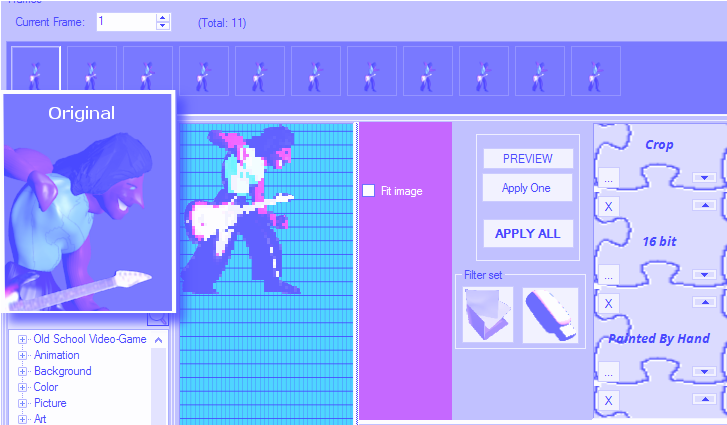 Current Frame: 1 (Total: 11)
Original
Fit image
PREVIEW
Apply One
APPLY ALL
Filter set
Crop
...
X
16 bit
...
X
Painted By Hand
...
X
Old School Video-Game
Animation
Background
Color
Picture
Art